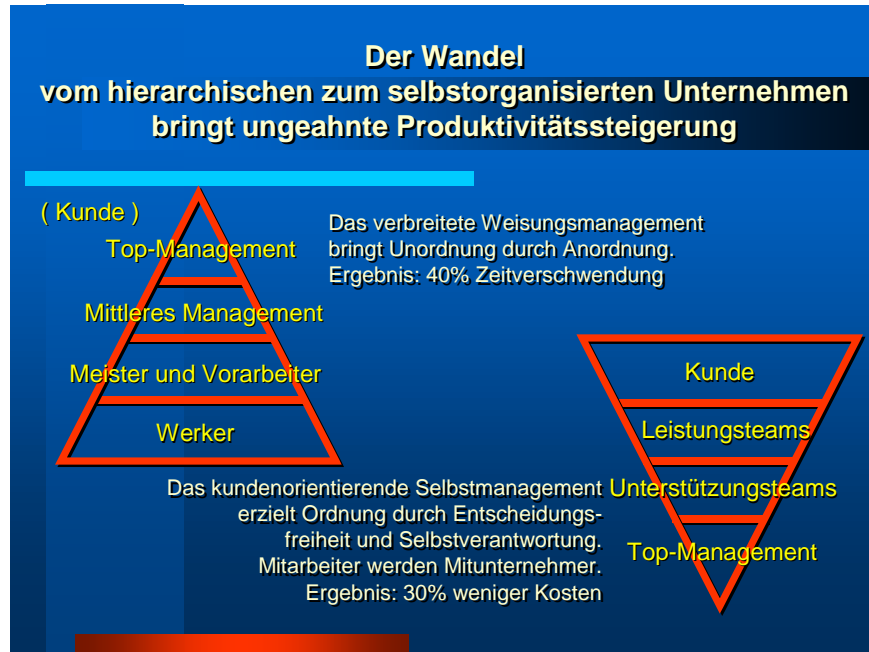 Der Wandel
vom hierarchischen zum selbstorganisierten Unternehmen
bringt ungeahnte Produktivitätssteigerung
( Kunde )
Top-Management
Mittleres Management
Meister und Vorarbeiter
Werker
Das verbreitete Weisungsmanagement
bringt Unordnung durch Anordnung.
Ergebnis: 40% Zeitverschwendung
Kunde
Leistungsteams
Unterstützungsteams
Top-Management
Das kundenorientierende Selbstmanagement
erzielt Ordnung durch Entscheidungs-
freiheit und Selbstverantwortung.
Mitarbeiter werden Mitunternehmer.
Ergebnis: 30% weniger Kosten